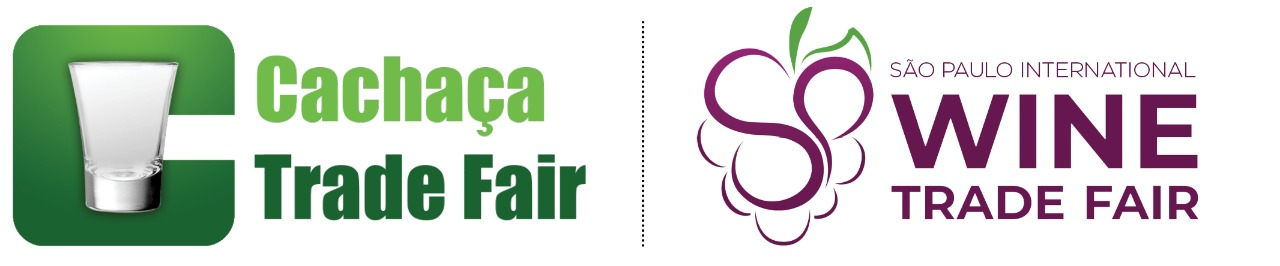 Cachaça
Trade Fair
SÃO PAULO INTERNATIONAL
WINE
TRADE FAIR